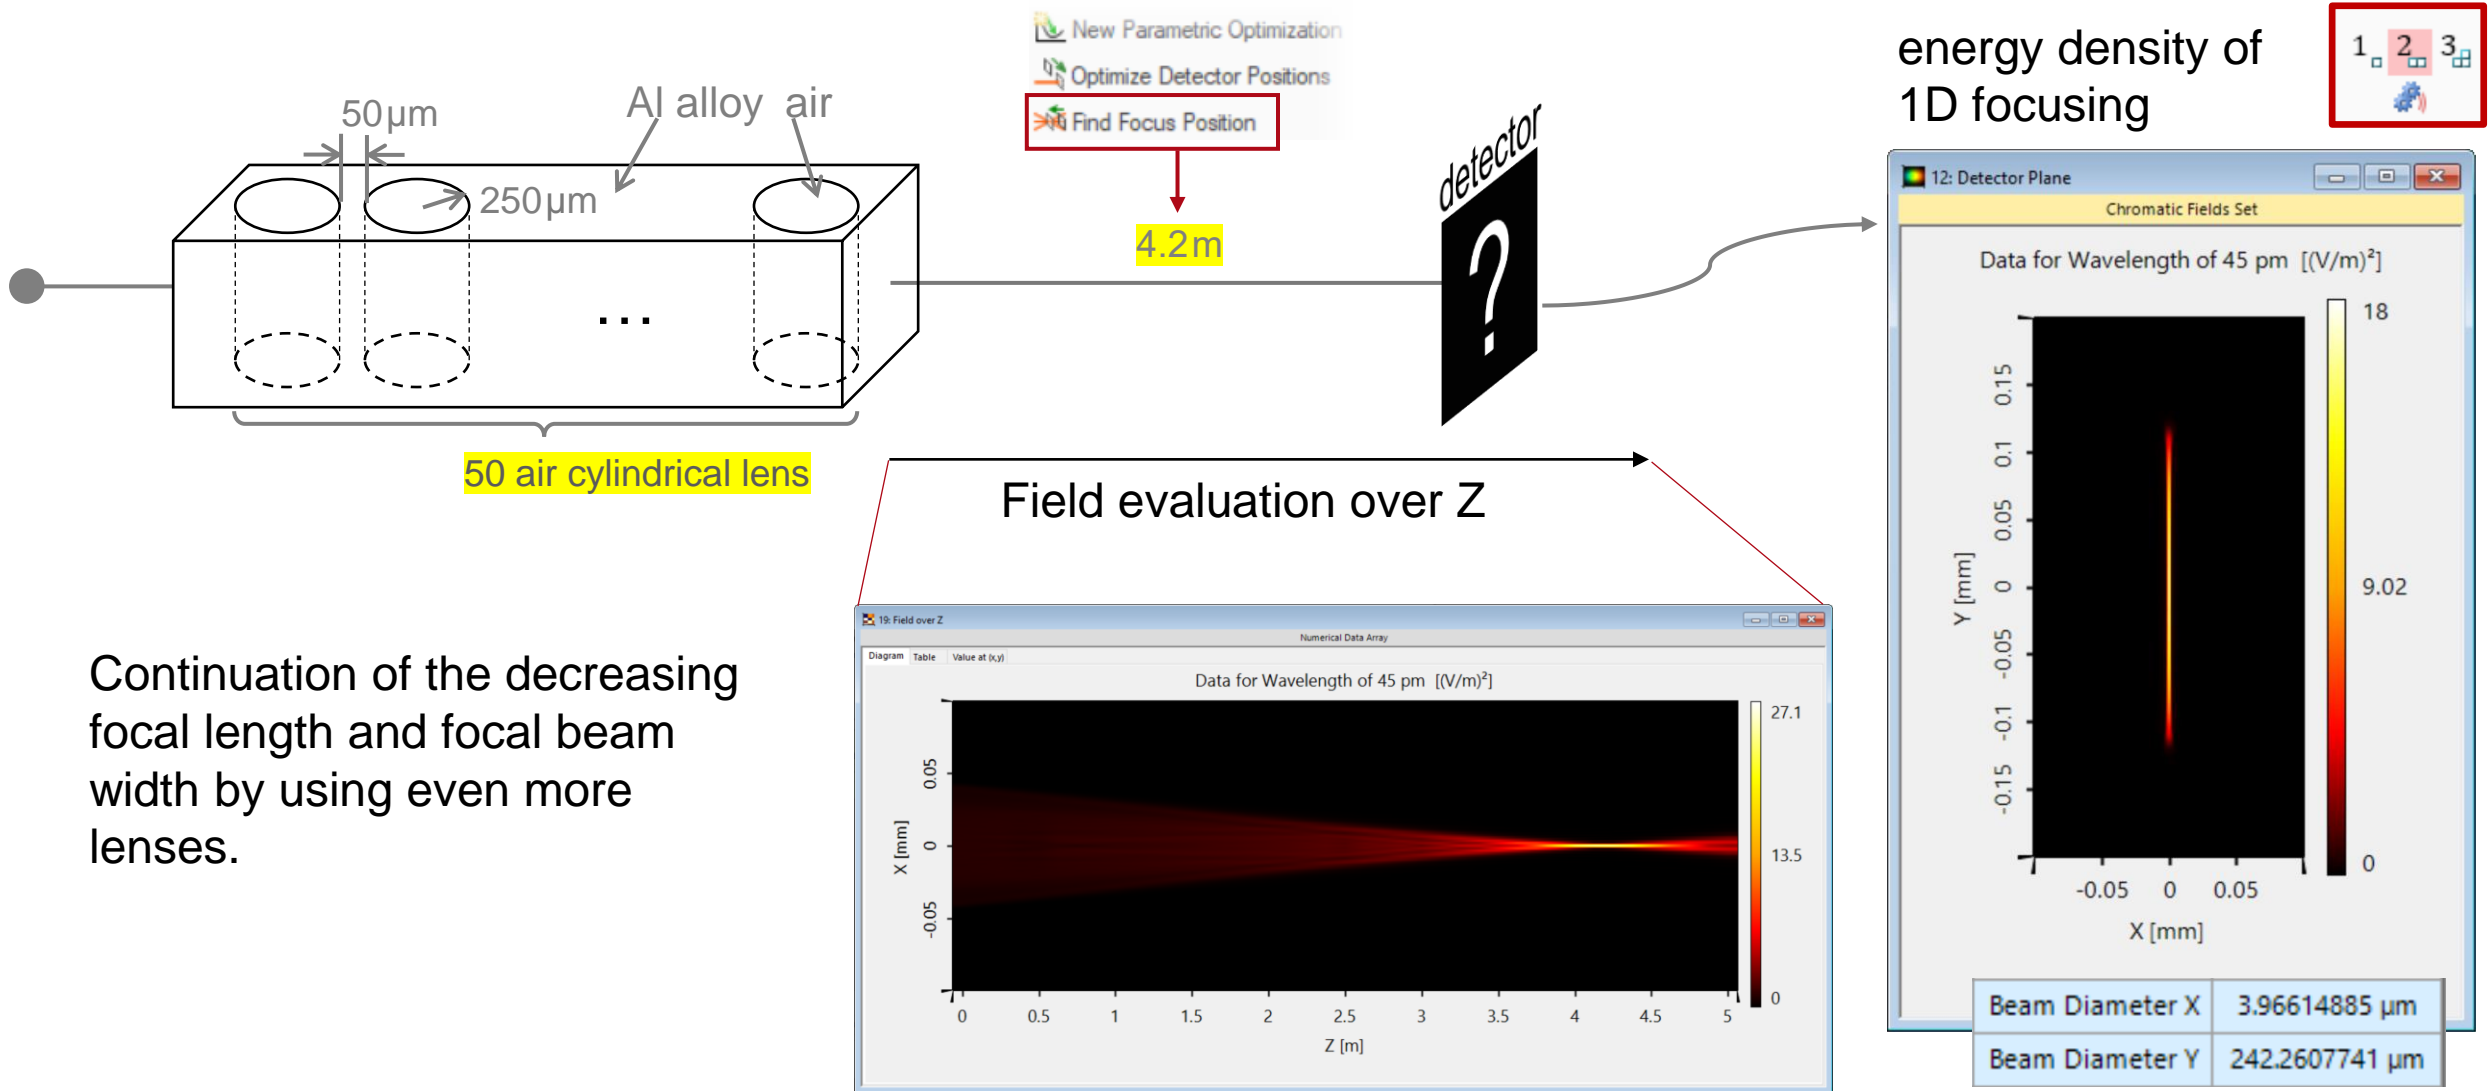 New Parametric Optimization
Optimize Detector Positions
Find Focus Position
energy density of
1D focusing
1 2 3
50µm
Al alloy air
250µm
...
50 air cylindrical lens
4.2m
detector
?
Field evaluation over Z
Continuation of the decreasing
focal length and focal beam
width by using even more
lenses.
19: Field over Z
Numerical Data Array
Diagram Table Value at (x,y)
Data for Wavelength of 45 pm [(V/m)²]
27.1
13.5
0
X [mm]
0.05
0
-0.05
0 0.5 1 1.5 2 2.5 3 3.5 4 4.5 5
Z [m]
12: Detector Plane
Chromatic Fields Set
Data for Wavelength of 45 pm [(V/m)²]
18
9.02
0
Y [mm]
0.15
0.1
0.05
0
-0.05
-0.1
-0.15
-0.05 0 0.05
X [mm]
Beam Diameter X 3.96614885 µm
Beam Diameter Y 242.2607741 µm